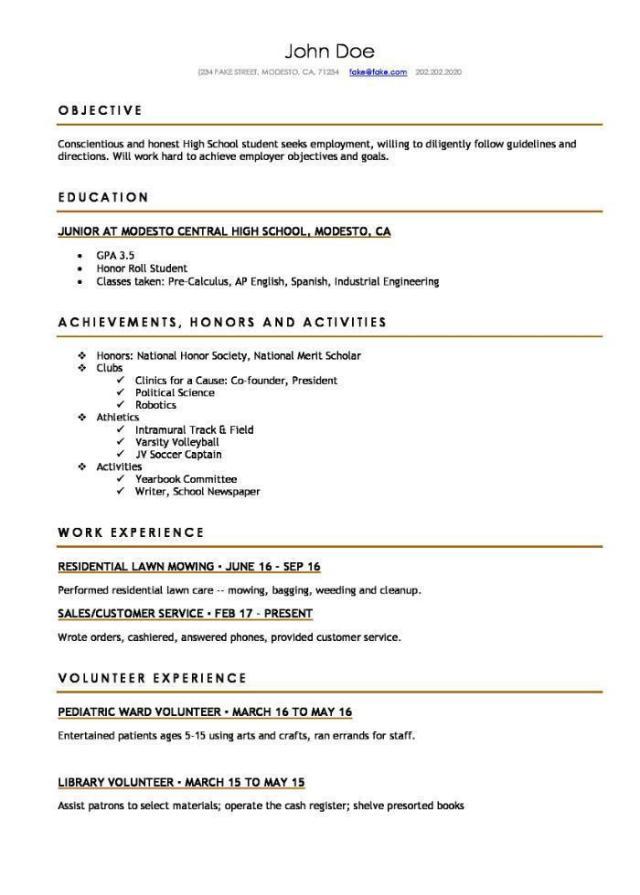 John Doe
1234 FAKE STREET, MODESTO, CA, 71234 fake@fake.com 202.202.2020
OBJECTIVE
Conscientious and honest High School student seeks employment, willing to diligently follow guidelines and
directions. Will work hard to achieve employer objectives and goals.
EDUCATION
JUNIOR AT MODESTO CENTRAL HIGH SCHOOL, MODESTO, CA
• GPA 3.5
• Honor Roll Student
• Classes taken: Pre-Calculus, AP English, Spanish, Industrial Engineering
ACHIEVEMENTS, HONORS AND ACTIVITIES
❖ Honors: National Honor Society, National Merit Scholar
❖ Clubs
✓ Clinics for a Cause: Co-founder, President
✓ Political Science
✓ Robotics
❖ Athletics
✓ Intramural Track & Field
✓ Varsity Volleyball
✓ JV Soccer Captain
❖ Activities
✓ Yearbook Committee
✓ Writer, School Newspaper
WORK EXPERIENCE
RESIDENTIAL LAWN MOWING • JUNE 16 - SEP 16
Performed residential lawn care -- mowing, bagging, weeding and cleanup.
SALES/CUSTOMER SERVICE • FEB 17 - PRESENT
Wrote orders, cashiered, answered phones, provided customer service.
VOLUNTEER EXPERIENCE
PEDIATRIC WARD VOLUNTEER • MARCH 16 TO MAY 16
Entertained patients ages 5-15 using arts and crafts, ran errands for staff.
LIBRARY VOLUNTEER • MARCH 15 TO MAY 15
Assist patrons to select materials; operate the cash register; shelve presorted books